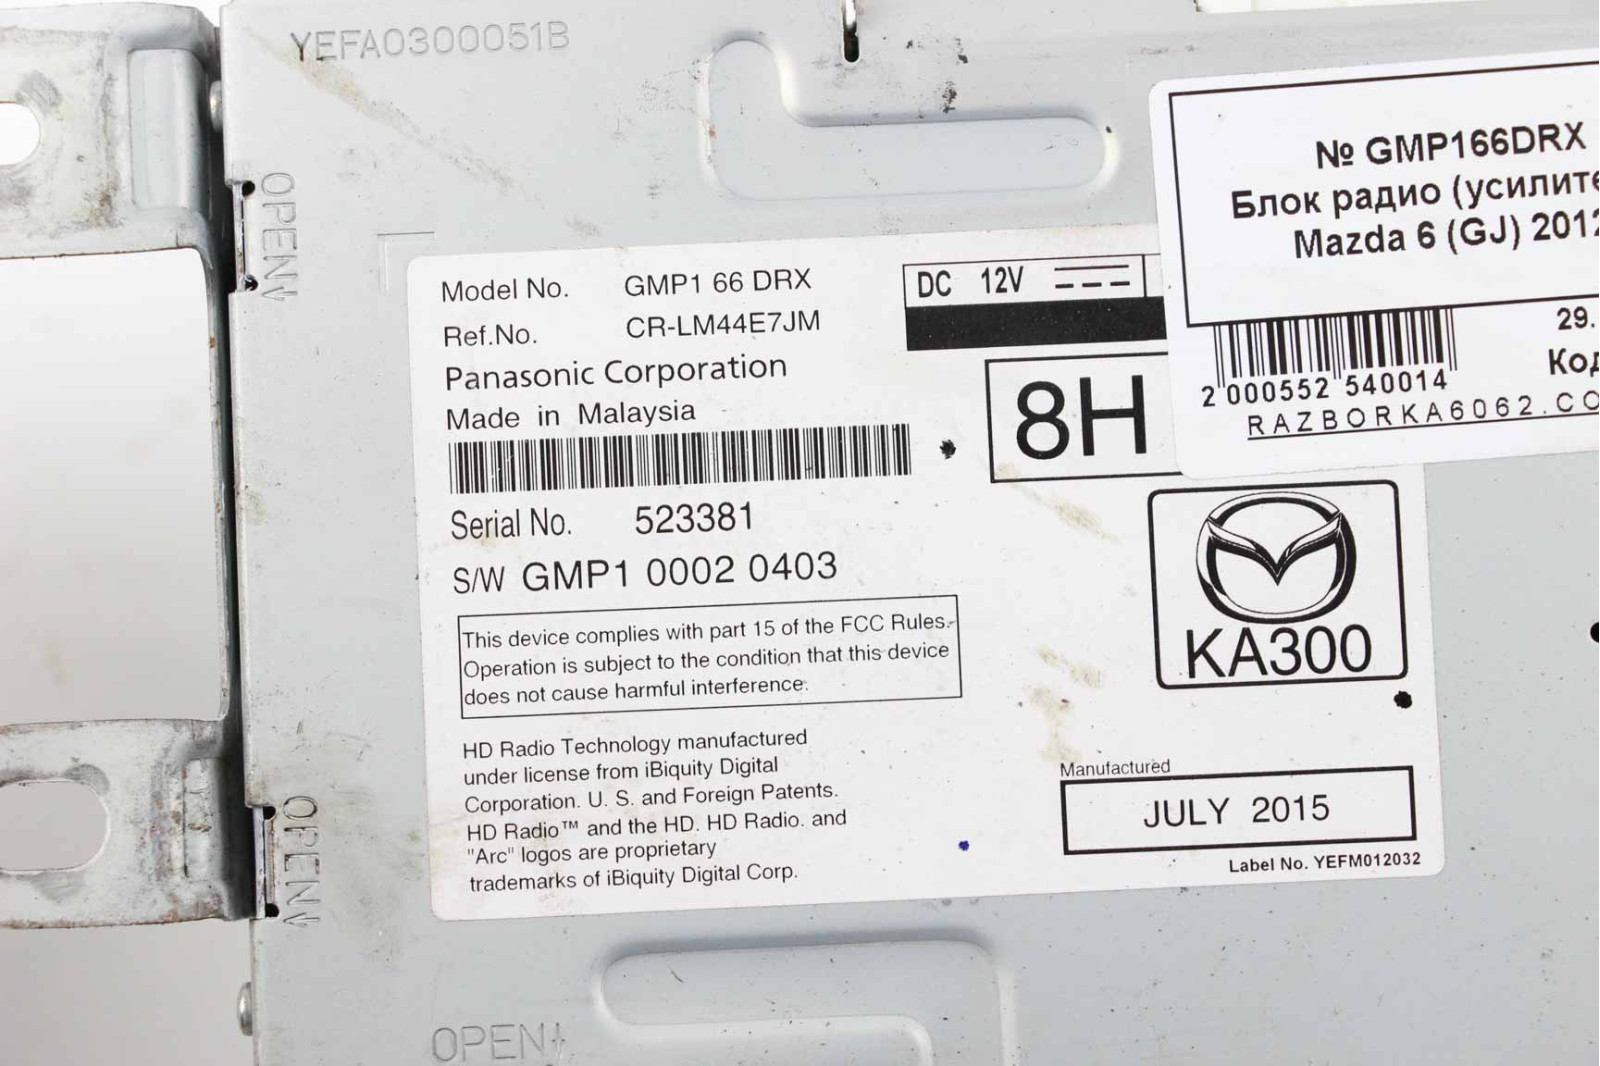 YEFA0300051B
OPEN
№ GMP166DRX
Блок радио
Mazda 6 (GJ)
29.
2 000552 540014
RAZBORKA6062.CO
Model No. GMP1 66 DRX
Ref.No. CR-LM44E7JM
Panasonic Corporation
Made in Malaysia
DC 12V
8H
Serial No. 523381
S/W GMP1 0002 0403
This device complies with part 15 of the FCC Rules.
Operation is subject to the condition that this device
does not cause harmful interference.
KA300
HD Radio Technology manufactured
under license from iBiquity Digital
Corporation. U. S. and Foreign Patents.
HD Radio™ and the HD. HD Radio. and
"Arc" logos are proprietary
trademarks of iBiquity Digital Corp.
Manufactured
JULY 2015
Label No. YEFM012032
OPEN
OPEN